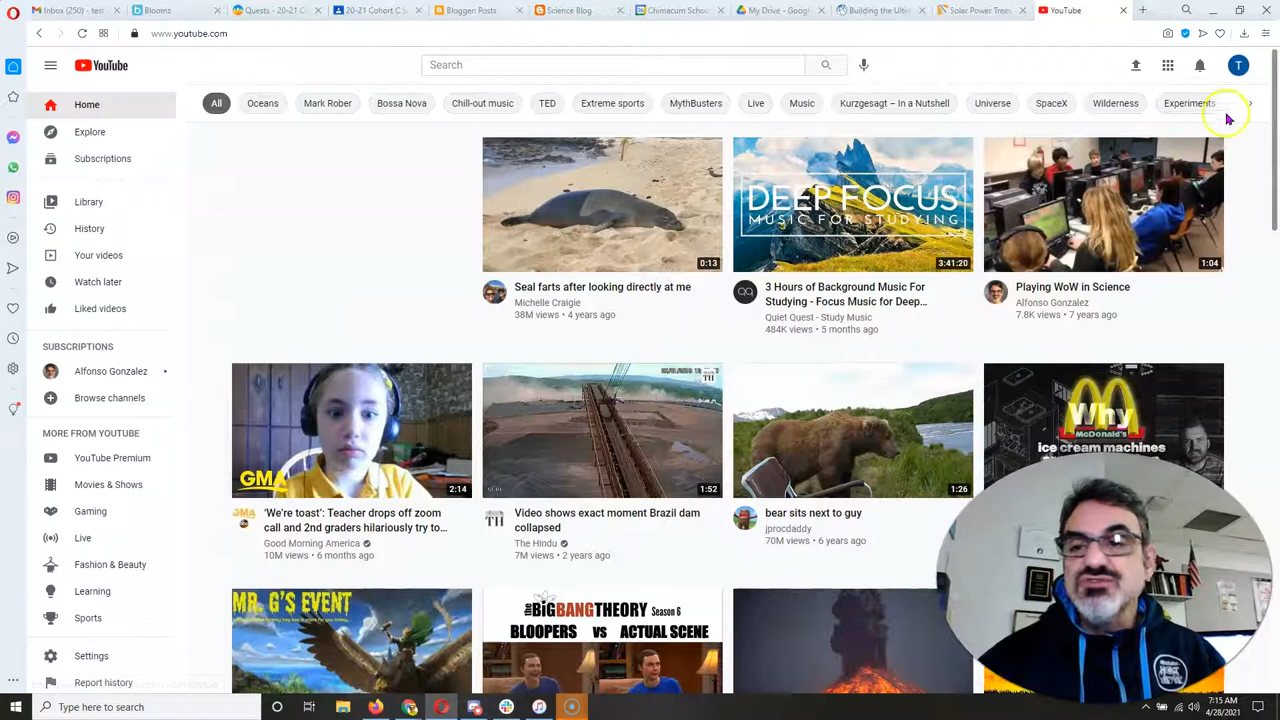 Inbox (250) - test
Bloomz
Quests. - 20-21 C
20-21 Cohort C S
Blogger: Posts
Science Blog
Chimacum Schoo
My Drive - Google
Building the Ultim
Solar Power Trees
YouTube
www.youtube.com
YouTube
Search
T
All
Oceans
Mark Rober
Bossa Nova
Chill-out music
TED
Extreme sports
MythBusters
Live
Music
Kurzgesagt – In a Nutshell
Universe
SpaceX
Wilderness
Experiments
Home
Explore
Subscriptions
Library
History
Your videos
Watch later
Liked videos
SUBSCRIPTIONS
Alfonso Gonzalez
Browse channels
MORE FROM YOUTUBE
YouTube Premium
Movies & Shows
Gaming
Live
Fashion & Beauty
Learning
Sports
Settings
Report history
0:13
Seal farts after looking directly at me
Michelle Craigie
38M views • 4 years ago
DEEP FOCUS
MUSIC FOR STUDYING
3:41:20
3 Hours of Background Music For
Studying - Focus Music for Deep...
Quiet Quest - Study Music
484K views • 5 months ago
1:04
Playing WoW in Science
Alfonso Gonzalez
7.8K views • 7 years ago
GMA
2:14
'We're toast': Teacher drops off zoom
call and 2nd graders hilariously try to...
Good Morning America
10M views • 6 months ago
TH
1:52
TH
Video shows exact moment Brazil dam
collapsed
The Hindu
7M views • 2 years ago
1:26
bear sits next to guy
jprocdaddy
70M views • 6 years ago
Why
McDonald's
ice cream machines
MR. G'S EVENT
the BIG BANG THEORY Season 6
BLOOPERS vs ACTUAL SCENE
Type here to search
7:15 AM
4/28/2021